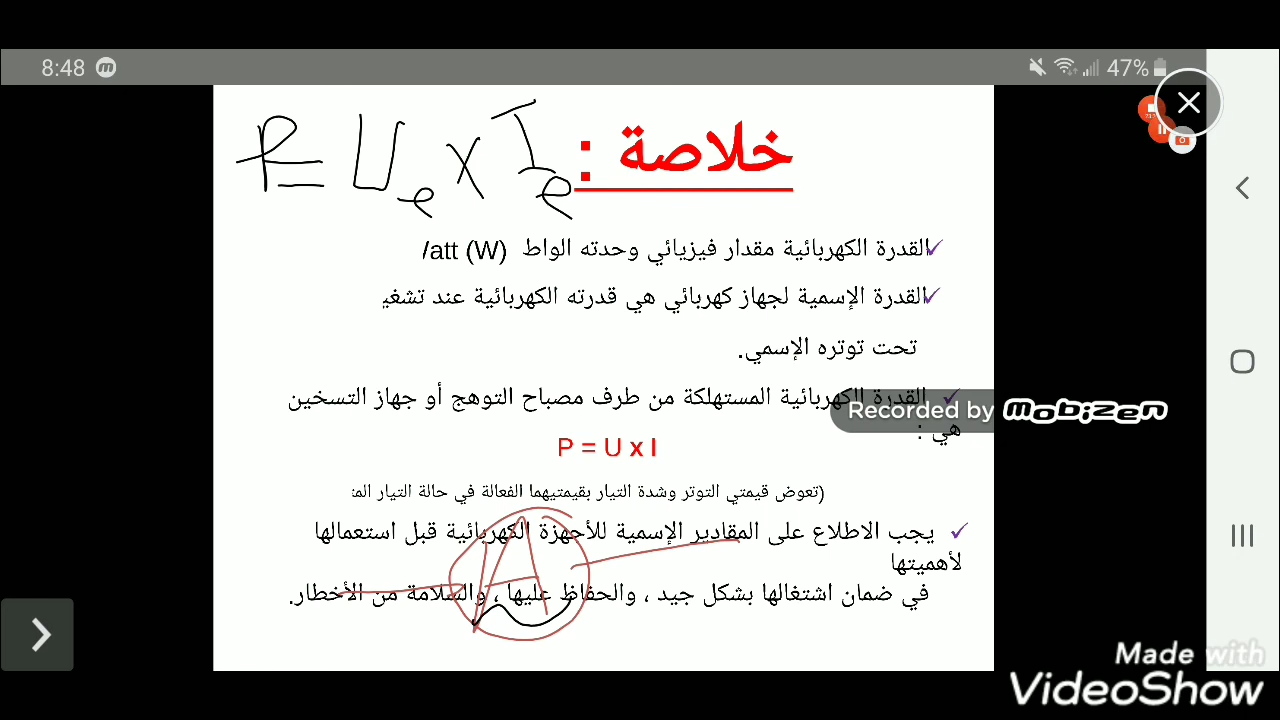 8:48
47%
خلاصة :
P = Ue x Ie
القدرة الكهربائية مقدار فيزيائي وحدته الواط /att (W)
القدرة الإسمية لجهاز كهربائي هي قدرته الكهربائية عند تشغي
تحت توتره الإسمي.
القدرة الكهربائية المستهلكة من طرف مصباح التوهج أو جهاز التسخين
هي :
Recorded by mobizen
P = U x I
(تعوض قيمتي التوتر وشدة التيار بقيمتيهما الفعالة في حالة التيار الم
يجب الاطلاع على المقادير الإسمية للأجهزة الكهربائية قبل استعمالها
لأهميتها
في ضمان اشتغالها بشكل جيد ، والحفاظ عليها ، والسلامة من الأخطار.
A
Made with
VideoShow